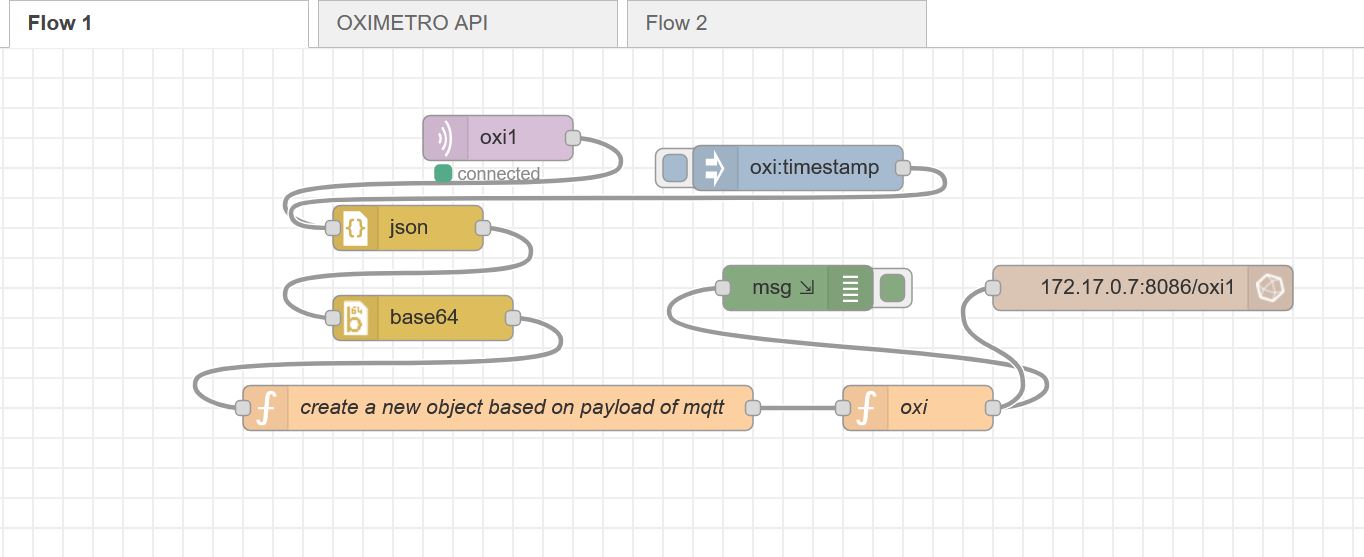 Flow 1
OXIMETRO API
Flow 2
oxi1
connected
oxi:timestamp
json
msg
172.17.0.7:8086/oxi1
64
b
base64
create a new object based on payload of mqtt
oxi